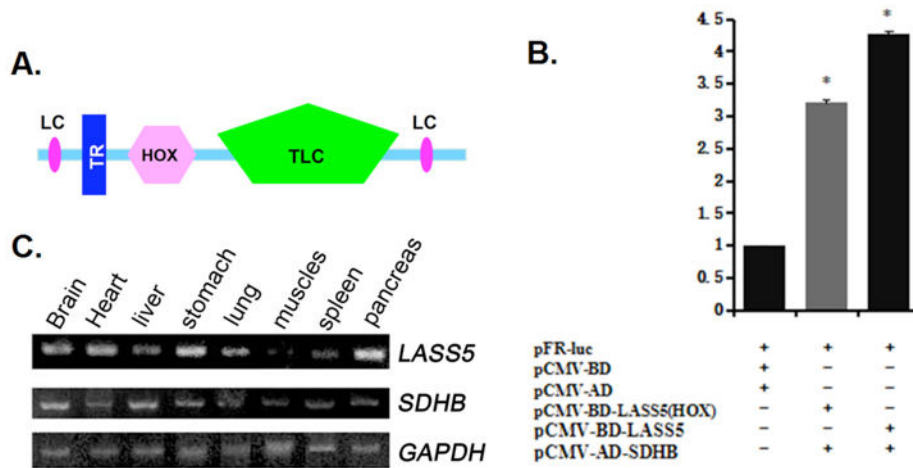 A.
LC
TR
HOX
TLC
LC
B.
4.5
4
3.5
3
2.5
2
1.5
1
0.5
0
*
*
pFR-luc + + +
pCMV-BD + – –
pCMV-AD + – –
pCMV-BD-LASS5(HOX) – + –
pCMV-BD-LASS5 – – +
pCMV-AD-SDHB – + +
C.
Brain Heart liver stomach lung muscles spleen pancreas
LASS5
SDHB
GAPDH